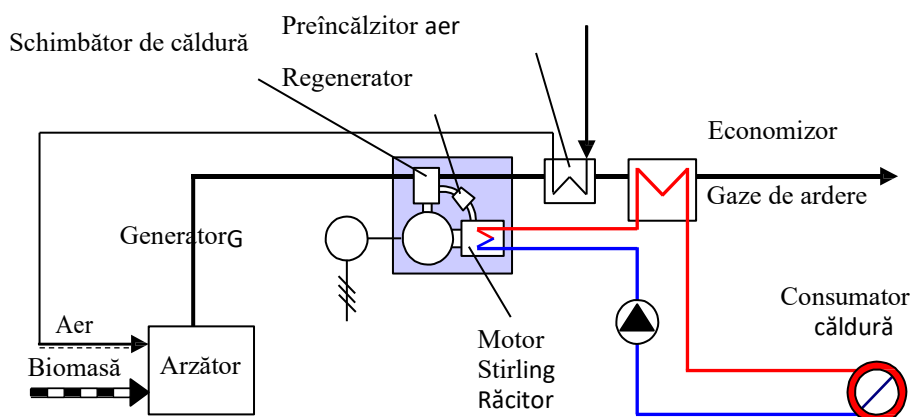 Preîncălzitor aer
Schimbător de căldură
Regenerator
Economizor
Gaze de ardere
GeneratorG
Consumator
căldură
Aer
Motor
Stirling
Răcitor
Biomasă
Arzător